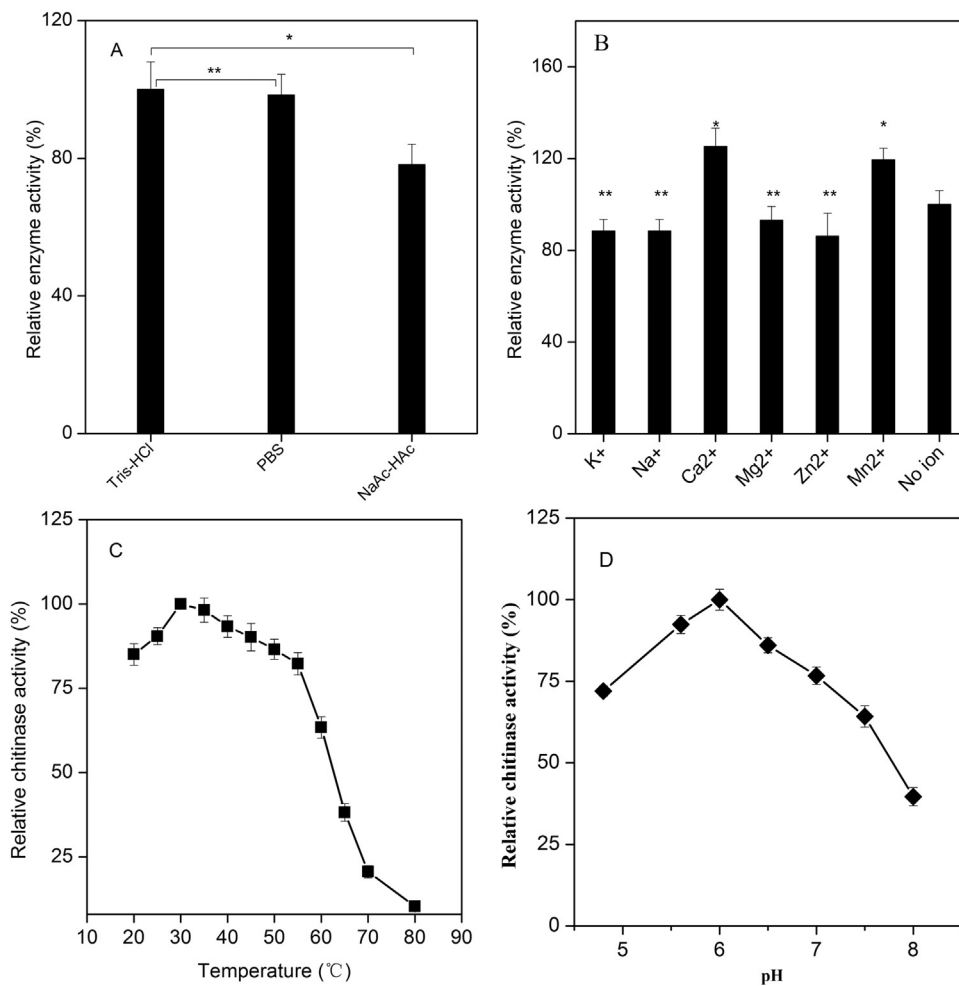 A
Relative enzyme activity (%)
120
80
40
0
*
**
Tris-HCl
PBS
NaAc-HAc
B
Relative enzyme activity (%)
160
120
80
40
0
**
**
*
**
**
*
K+
Na+
Ca2+
Mg2+
Zn2+
Mn2+
No ion
C
Relative chitinase activity (%)
125
100
75
50
25
10 20 30 40 50 60 70 80 90
Temperature (℃)
D
Relative chitinase activity (%)
125
100
75
50
25
0
5 6 7 8
pH